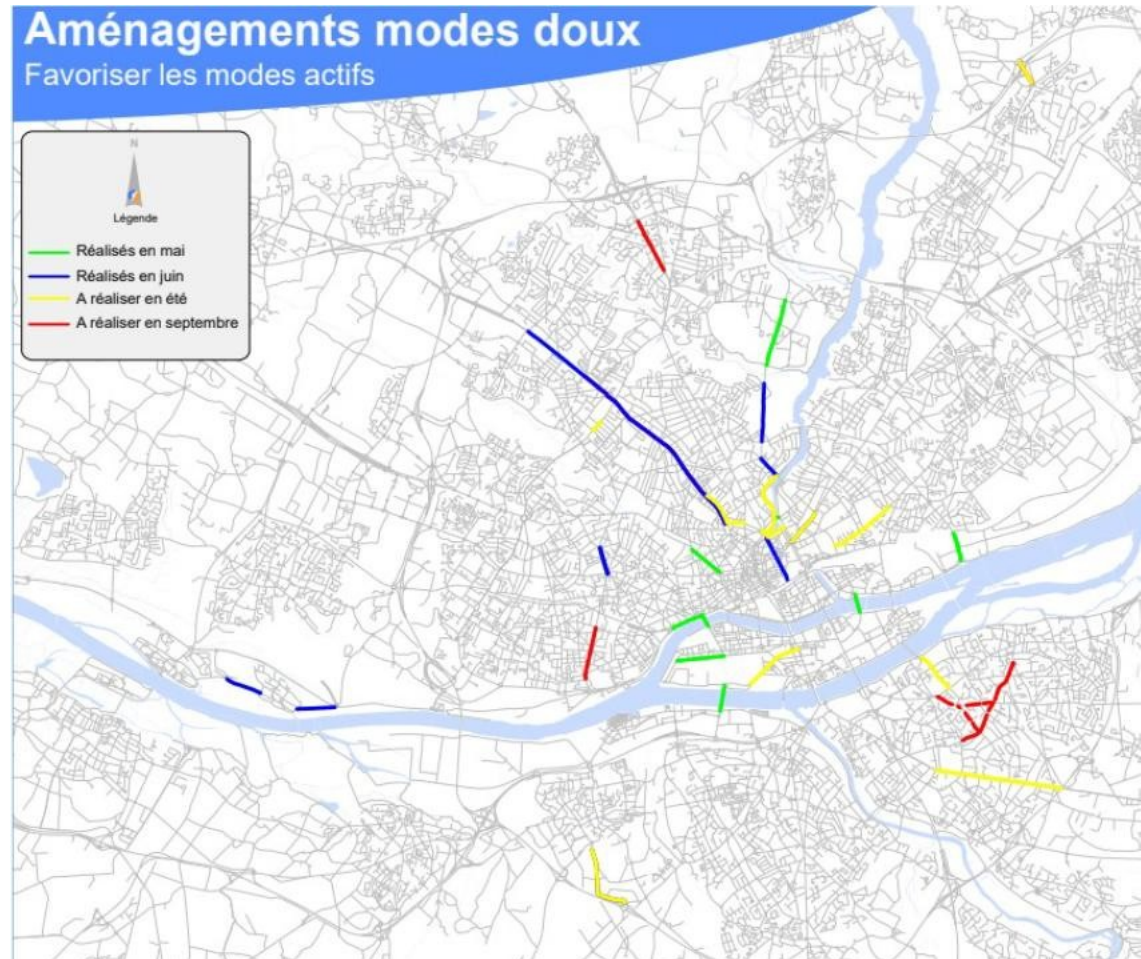 Aménagements modes doux
Favoriser les modes actifs
N
Légende
Réalisés en mai
Réalisés en juin
A réaliser en été
A réaliser en septembre